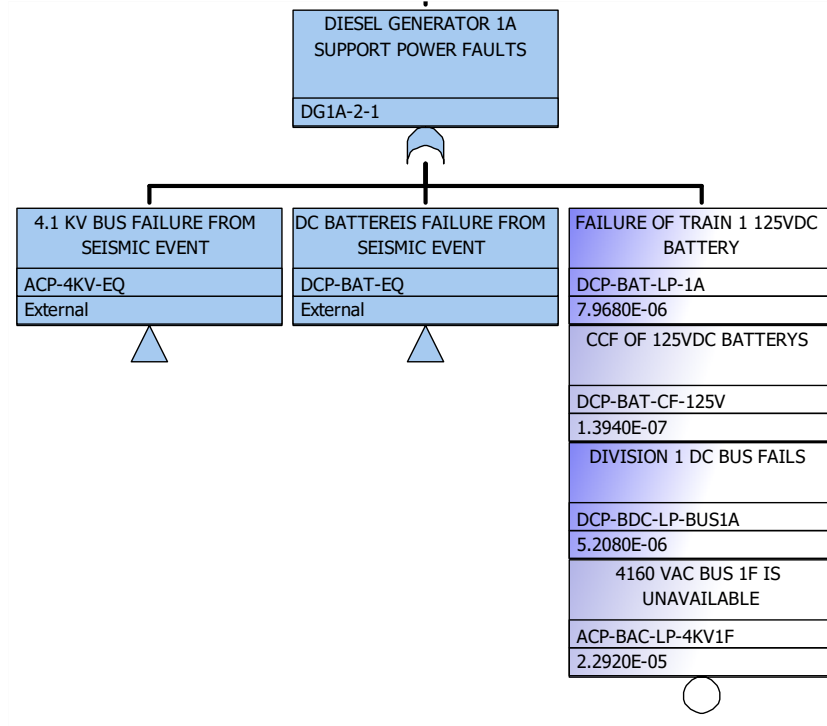 DIESEL GENERATOR 1A
SUPPORT POWER FAULTS
DG1A-2-1
4.1 KV BUS FAILURE FROM
SEISMIC EVENT
ACP-4KV-EQ
External
DC BATTEREIS FAILURE FROM
SEISMIC EVENT
DCP-BAT-EQ
External
FAILURE OF TRAIN 1 125VDC
BATTERY
DCP-BAT-LP-1A
7.9680E-06
CCF OF 125VDC BATTERYS
DCP-BAT-CF-125V
1.3940E-07
DIVISION 1 DC BUS FAILS
DCP-BDC-LP-BUS1A
5.2080E-06
4160 VAC BUS 1F IS
UNAVAILABLE
ACP-BAC-LP-4KV1F
2.2920E-05